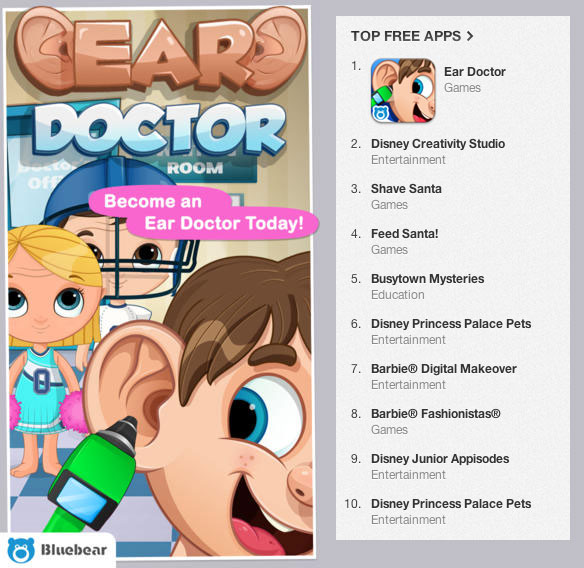 EAR
DOCTOR
Doctor's
Office
ROOM
Become an
Ear Doctor Today!
O
Bluebear
TOP FREE APPS >
1.
Ear Doctor
Games
2. Disney Creativity Studio
Entertainment
3. Shave Santa
Games
4. Feed Santa!
Games
5. Busytown Mysteries
Education
6. Disney Princess Palace Pets
Entertainment
7. Barbie® Digital Makeover
Entertainment
8. Barbie® Fashionistas®
Games
9. Disney Junior Appisodes
Entertainment
10. Disney Princess Palace Pets
Entertainment